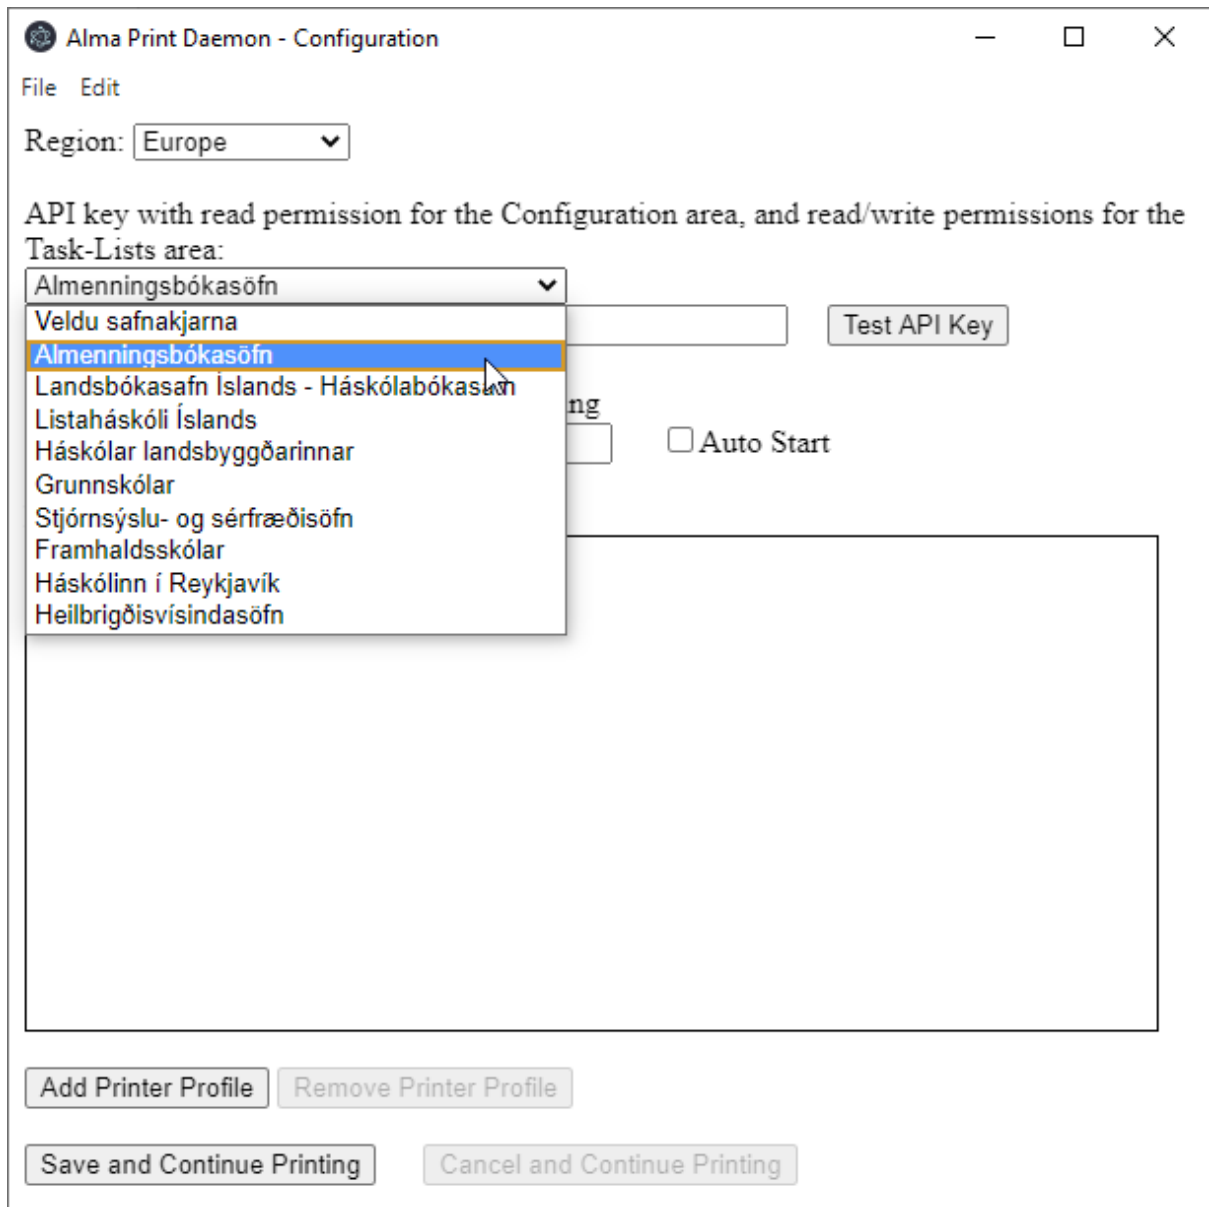 Alma Print Daemon - Configuration
File Edit
Region: Europe
API key with read permission for the Configuration area, and read/write permissions for the
Task-Lists area:
Almenningsbókasöfn
Veldu safnakjarna
Test API Key
Almenningsbókasöfn
Landsbókasafn Íslands - Háskólabókasafn
ng
Listaháskóli Íslands
Auto Start
Háskólar landsbyggðarinnar
Grunnskólar
Stjórnsýslu- og sérfræðisöfn
Framhaldsskólar
Háskólinn í Reykjavík
Heilbrigðisvísindasöfn
Add Printer Profile Remove Printer Profile
Save and Continue Printing Cancel and Continue Printing